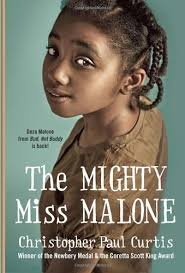 Deza Malone
from Bud, Not Buddy
is back!
The MIGHTY
Miss MALONE
Christopher Paul Curtis
Winner of the Newbery Medal & the Coretta Scott King Award